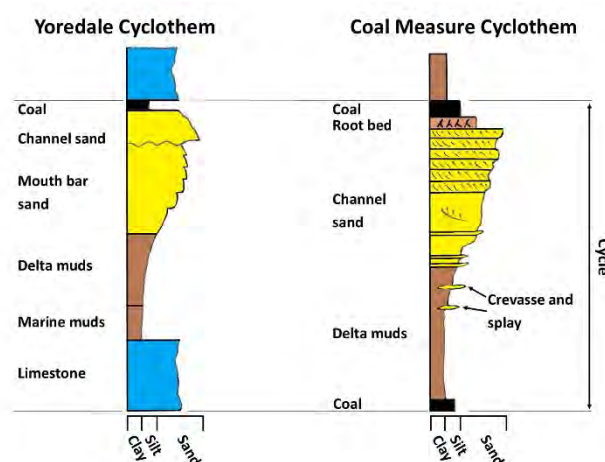 Yoredale Cyclothem
Coal
Channel sand
Mouth bar
sand
Delta muds
Marine muds
Limestone
Clay
Silt
Sand
Coal Measure Cyclothem
Coal
Root bed
Channel
sand
Crevasse and
splay
Delta muds
Coal
Cycle
Clay
Silt
Sand